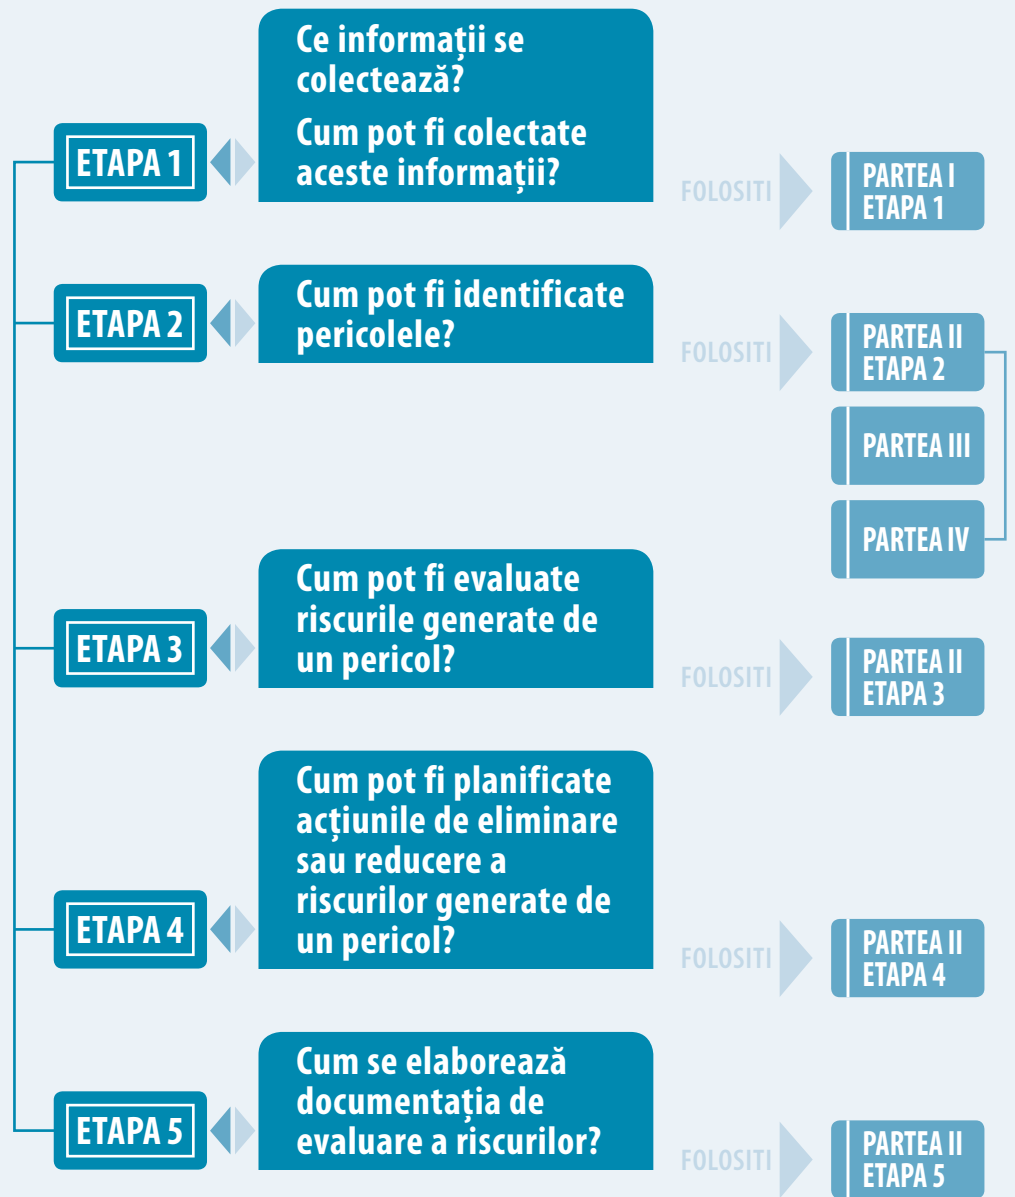 ETAPA 1
Ce informații se
colectează?
Cum pot fi colectate
aceste informații?
FOLOSITI
PARTEA I
ETAPA 1
ETAPA 2
Cum pot fi identificate
pericolele?
FOLOSITI
PARTEA II
ETAPA 2
PARTEA III
PARTEA IV
ETAPA 3
Cum pot fi evaluate
riscurile generate de
un pericol?
FOLOSITI
PARTEA II
ETAPA 3
ETAPA 4
Cum pot fi planificate
acțiunile de eliminare
sau reducere a
riscurilor generate de
un pericol?
FOLOSITI
PARTEA II
ETAPA 4
ETAPA 5
Cum se elaborează
documentația de
evaluare a riscurilor?
FOLOSITI
PARTEA II
ETAPA 5